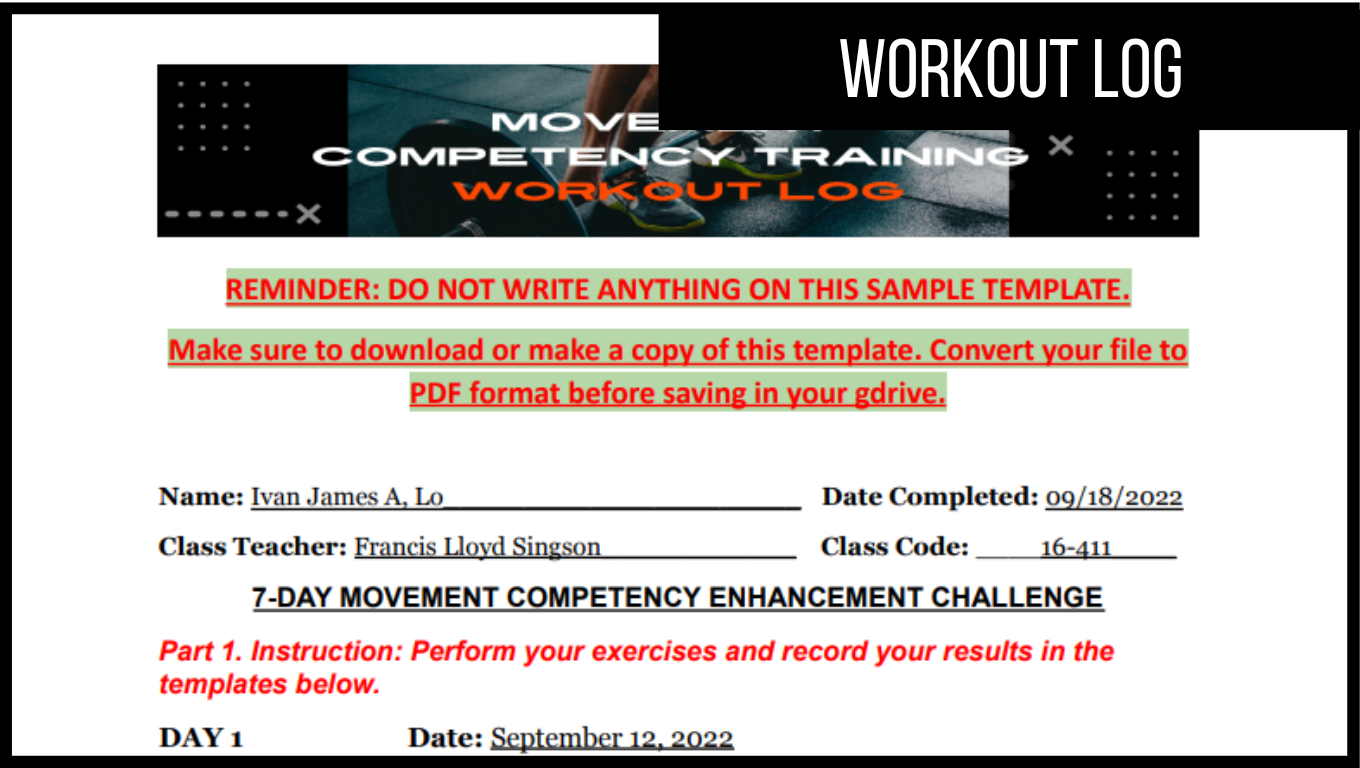 WORKOUT LOG
MOVE
COMPETENCY TRAINING
WORKOUT LOG
REMINDER: DO NOT WRITE ANYTHING ON THIS SAMPLE TEMPLATE.
Make sure to download or make a copy of this template. Convert your file to
PDF format before saving in your gdrive.
Name: Ivan James A, Lo Date Completed: 09/18/2022
Class Teacher: Francis Lloyd Singson Class Code: 16-411
7-DAY MOVEMENT COMPETENCY ENHANCEMENT CHALLENGE
Part 1. Instruction: Perform your exercises and record your results in the
templates below.
DAY 1 Date: September 12, 2022